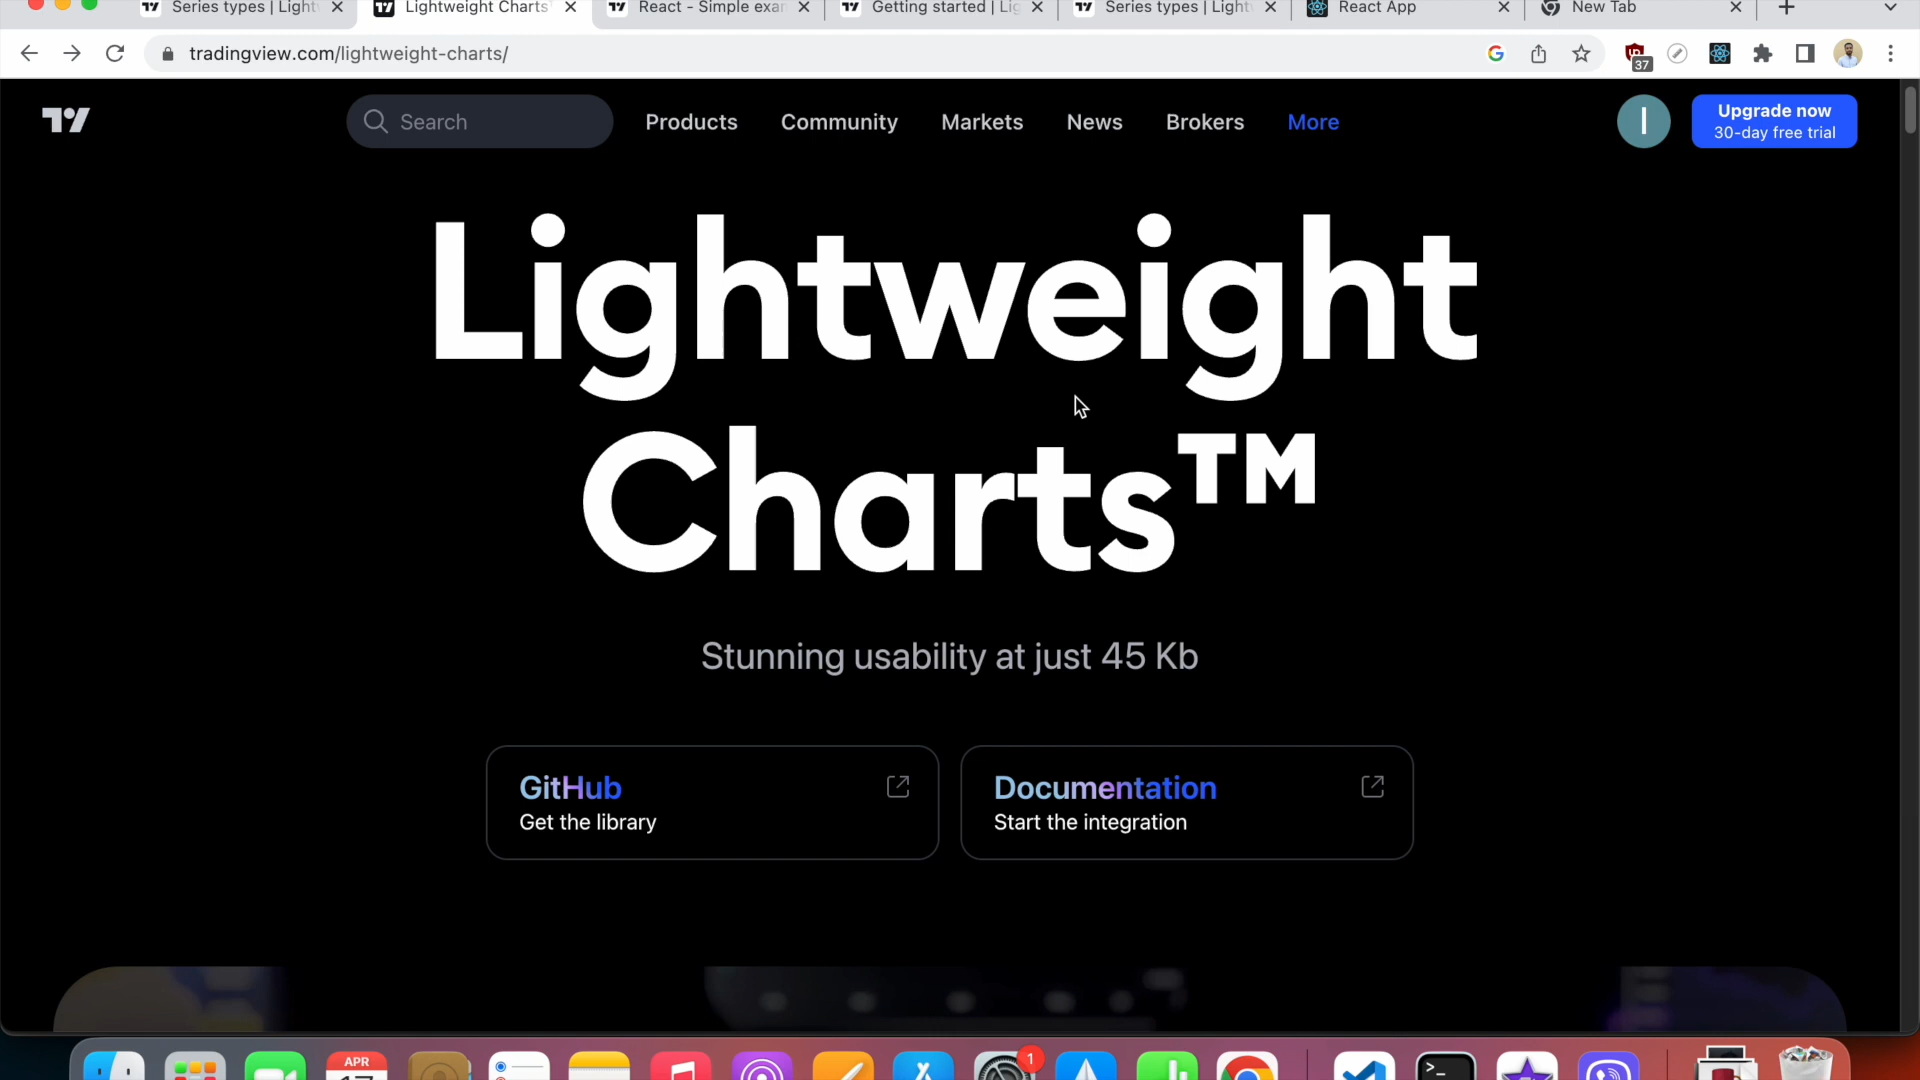 Series types | Light
Lightweight Charts
React - Simple exa
Getting started | Lig
Series types | Light
React App
New Tab
tradingview.com/lightweight-charts/
37
Search
Products
Community
Markets
News
Brokers
More
I
Upgrade now
30-day free trial
Lightweight
Charts™
Stunning usability at just 45 Kb
GitHub
Get the library
Documentation
Start the integration
APR
17
1